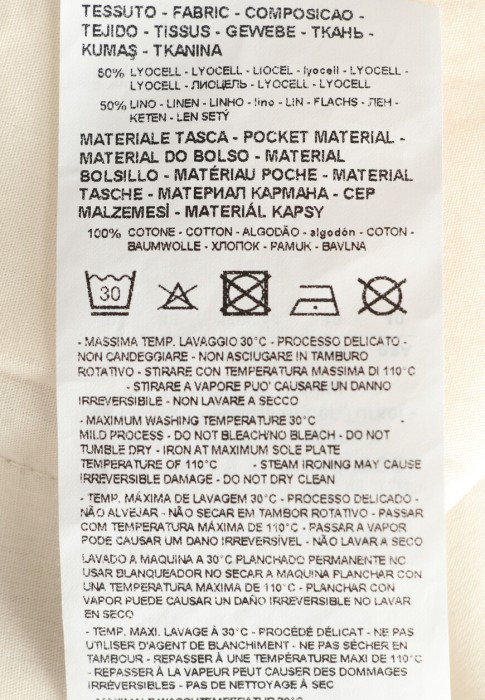 TESSUTO - FABRIC - COMPOSICAO -
TEJIDO - TISSUS - GEWEBE - ТКАНЬ -
KUMAŞ - TKANINA
50% LYOCELL - LYOCELL - LIOCEL - lyocell - LYOCELL -
LYOCELL - ЛИОЦЕЛЬ - LYOCELL - LYOCELL
50% LINO - LINEN - LINHO - lino - LIN - FLACHS - ЛЕН -
KETEN - LEN SETÝ
MATERIALE TASCA - POCKET MATERIAL -
MATERIAL DO BOLSO - MATERIAL
BOLSILLO - MATÉRIAU POCHE - MATERIAL
TASCHE - МАТЕРИАЛ КАРМАНА - CEP
MALZEMESİ - MATERIÁL KAPSY
100% COTONE - COTTON - ALGODÃO - algodón - COTON -
BAUMWOLLE - ХЛОПОК - PAMUK - BAVLNA
30
- MASSIMA TEMP. LAVAGGIO 30°C - PROCESSO DELICATO -
NON CANDEGGIARE - NON ASCIUGARE IN TAMBURO
ROTATIVO - STIRARE CON TEMPERATURA MASSIMA DI 110°C
- STIRARE A VAPORE PUO' CAUSARE UN DANNO
IRREVERSIBILE - NON LAVARE A SECCO
- MAXIMUM WASHING TEMPERATURE 30°C -
MILD PROCESS - DO NOT BLEACH/NO BLEACH - DO NOT
TUMBLE DRY - IRON AT MAXIMUM SOLE PLATE
TEMPERATURE OF 110°C - STEAM IRONING MAY CAUSE
IRREVERSIBLE DAMAGE - DO NOT DRY CLEAN
- TEMP. MÁXIMA DE LAVAGEM 30°C - PROCESSO DELICADO -
NÃO ALVEJAR - NÃO SECAR EM TAMBOR ROTATIVO - PASSAR
COM TEMPERATURA MÁXIMA DE 110°C - PASSAR A VAPOR
PODE CAUSAR UM DANO IRREVERSÍVEL - NÃO LAVAR A SECO
LAVADO A MAQUINA A 30°C PLANCHADO PERMANENTE NO
USAR BLANQUEADOR NO SECAR A MAQUINA PLANCHAR CON
UNA TEMPERATURA MAXIMA DE 110°C - PLANCHAR CON
VAPOR PUEDE CAUSAR UN DAÑO IRREVERSIBLE NO LAVAR
EN SECO
- TEMP. MAXI. LAVAGE À 30°C - PROCÉDÉ DÉLICAT - NE PAS
UTILISER D'AGENT DE BLANCHIMENT - NE PAS SÉCHER EN
TAMBOUR - REPASSER À UNE TEMPÉRATURE MAXI DE 110°C
- REPASSER À LA VAPEUR PEUT CAUSER DES DOMMAGES
IRRÉVERSIBLES - PAS DE NETTOYAGE À SEC